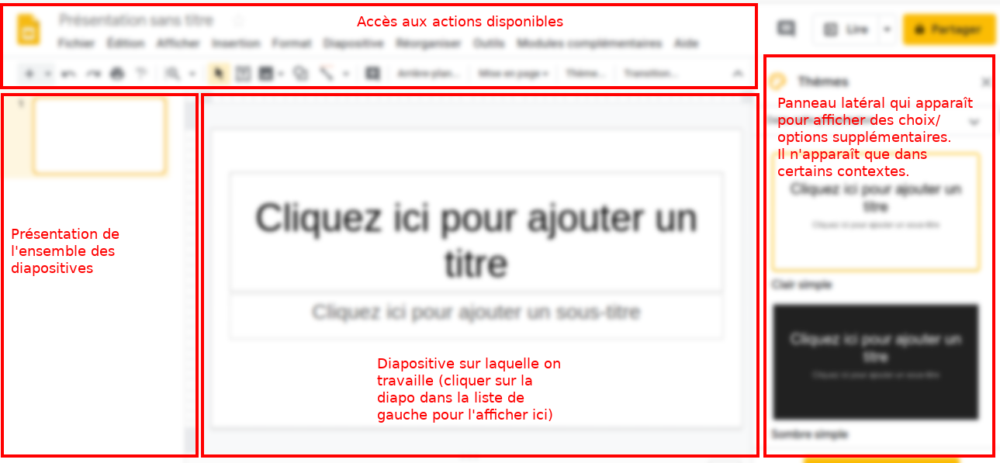 Présentation sans titre
Accès aux actions disponibles
Fichier Édition Afficher Insertion Format Diapositive Réorganiser Outils Modules complémentaires Aide
Lire
Partager
Arrière-plan... Mise en page Thème... Transition...
1
Présentation de
l'ensemble des
diapositives
Cliquez ici pour ajouter un
titre
Cliquez ici pour ajouter un sous-titre
Diapositive sur laquelle on
travaille (cliquer sur la
diapo dans la liste de
gauche pour l'afficher ici)
Thèmes
Panneau latéral qui apparaît
pour afficher des choix/
options supplémentaires.
Il n'apparaît que dans
certains contextes.
Cliquez ici pour ajouter un
titre
Cliquez ici pour ajouter un sous-titre
Clair simple
Cliquez ici pour ajouter un
titre
Cliquez ici pour ajouter un sous-titre
Sombre simple